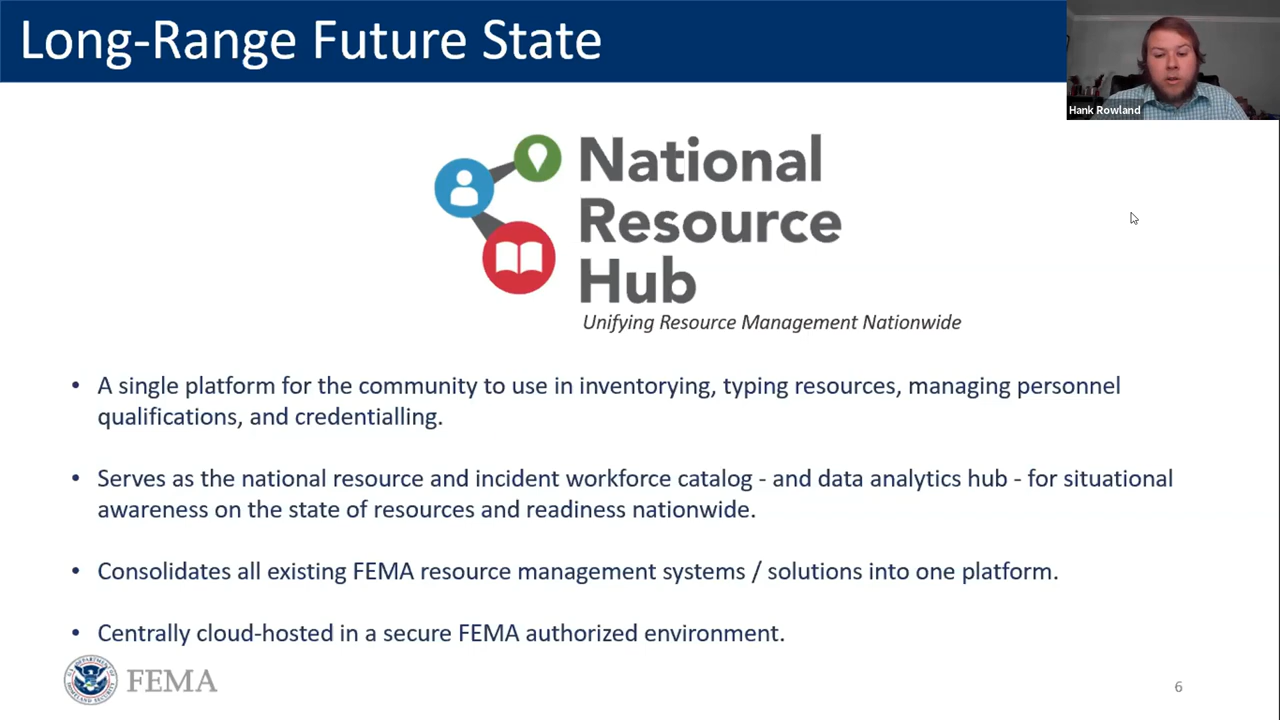 Long-Range Future State
Hank Rowland
National
Resource
Hub
Unifying Resource Management Nationwide
• A single platform for the community to use in inventorying, typing resources, managing personnel
qualifications, and credentialling.
• Serves as the national resource and incident workforce catalog - and data analytics hub - for situational
awareness on the state of resources and readiness nationwide.
• Consolidates all existing FEMA resource management systems / solutions into one platform.
• Centrally cloud-hosted in a secure FEMA authorized environment.
FEMA
6